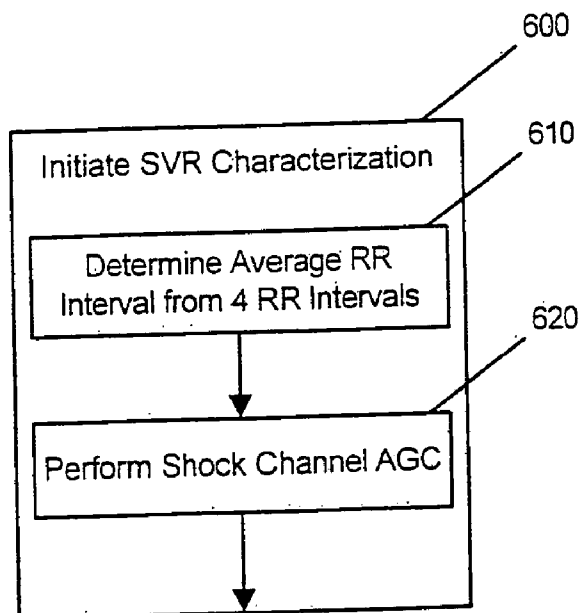 600
Initiate SVR Characterization
610
Determine Average RR
Interval from 4 RR Intervals
620
Perform Shock Channel AGC